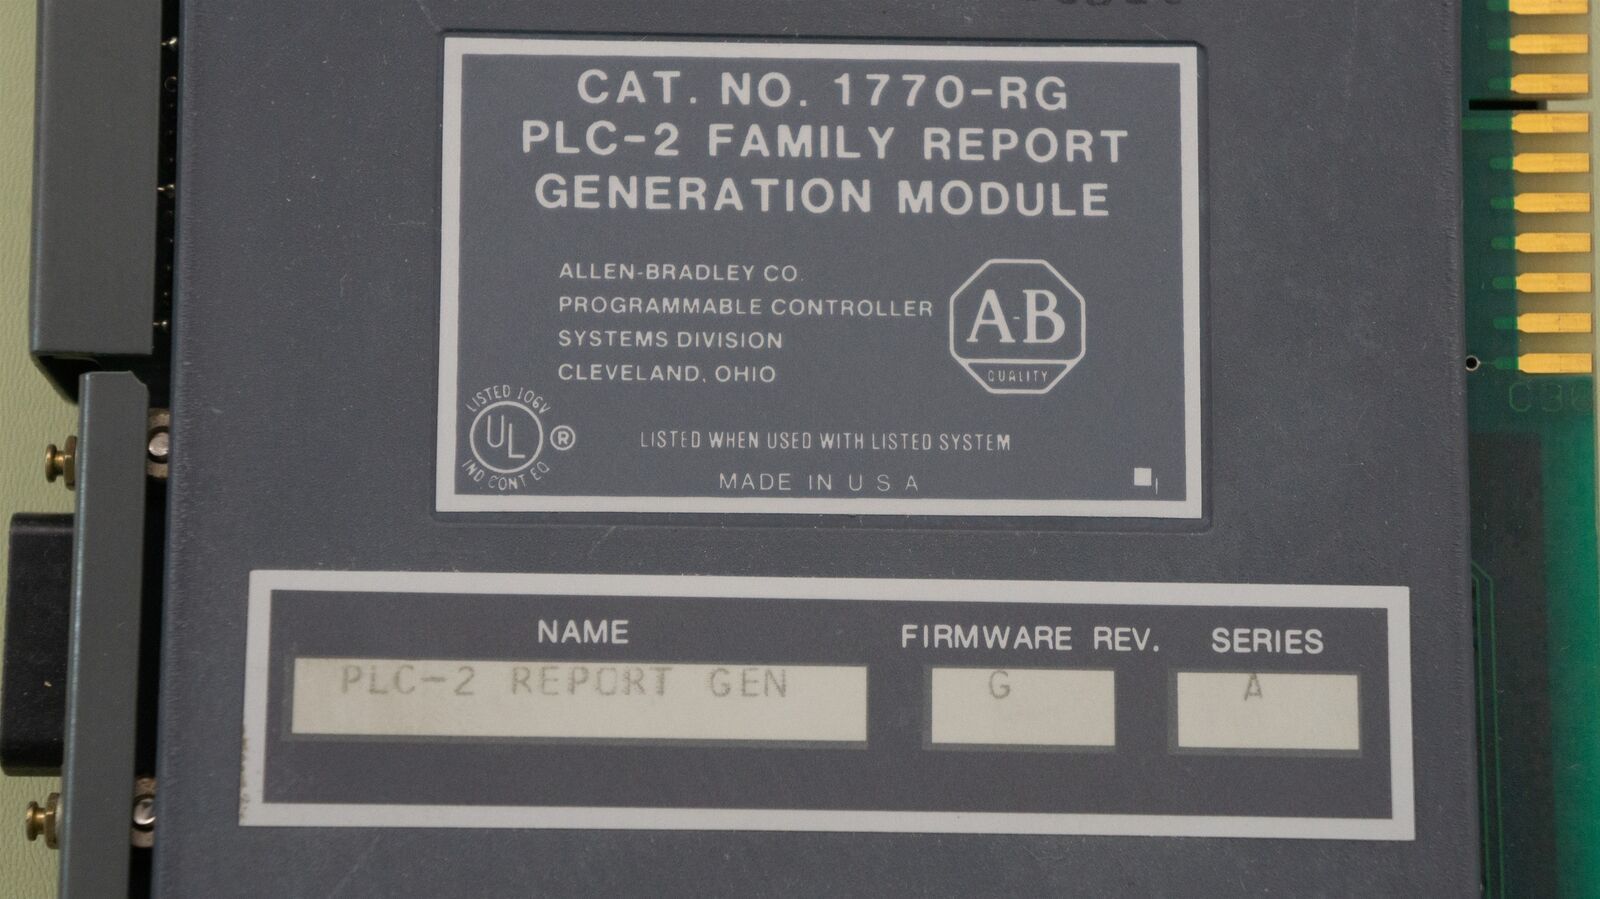 CAT. NO. 1770-RG
PLC-2 FAMILY REPORT
GENERATION MODULE
ALLEN-BRADLEY CO.
PROGRAMMABLE CONTROLLER
SYSTEMS DIVISION
CLEVELAND, OHIO
A-B
QUALITY
LISTED 106V
UL ®
IND. CONT EQ
LISTED WHEN USED WITH LISTED SYSTEM
MADE IN U S A
NAME FIRMWARE REV. SERIES
PLC-2 REPORT GEN G A